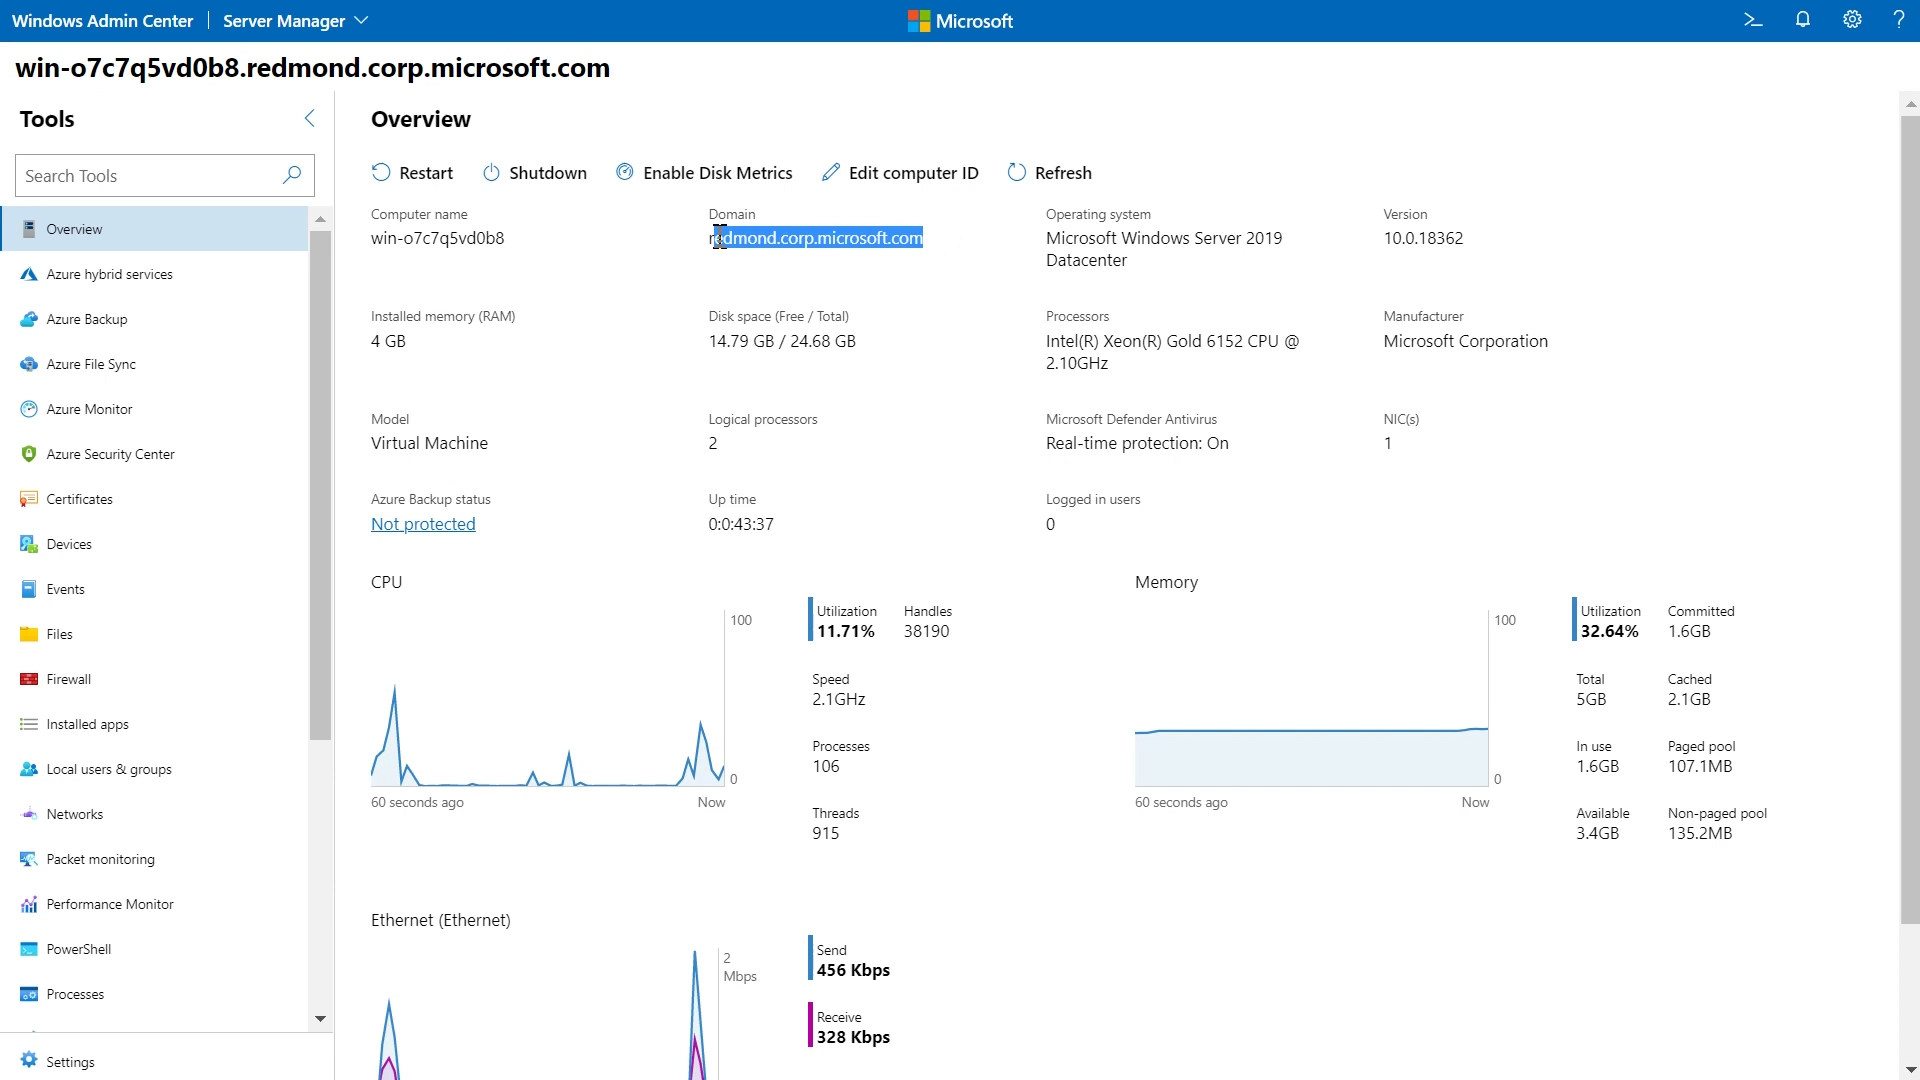 Windows Admin Center
Server Manager
Microsoft
win-o7c7q5vd0b8.redmond.corp.microsoft.com
Tools
Search Tools
Overview
Azure hybrid services
Azure Backup
Azure File Sync
Azure Monitor
Azure Security Center
Certificates
Devices
Events
Files
Firewall
Installed apps
Local users & groups
Networks
Packet monitoring
Performance Monitor
PowerShell
Processes
Settings
Overview
Restart
Shutdown
Enable Disk Metrics
Edit computer ID
Refresh
Computer name
win-o7c7q5vd0b8
Domain
redmond.corp.microsoft.com
Operating system
Microsoft Windows Server 2019
Datacenter
Version
10.0.18362
Installed memory (RAM)
4 GB
Disk space (Free / Total)
14.79 GB / 24.68 GB
Processors
Intel(R) Xeon(R) Gold 6152 CPU @
2.10GHz
Manufacturer
Microsoft Corporation
Model
Virtual Machine
Logical processors
2
Microsoft Defender Antivirus
Real-time protection: On
NIC(s)
1
Azure Backup status
Not protected
Up time
0:0:43:37
Logged in users
0
CPU
100
0
60 seconds ago
Now
Utilization
11.71%
Handles
38190
Speed
2.1GHz
Processes
106
Threads
915
Memory
100
0
60 seconds ago
Now
Utilization
32.64%
Committed
1.6GB
Total
5GB
Cached
2.1GB
In use
1.6GB
Paged pool
107.1MB
Available
3.4GB
Non-paged pool
135.2MB
Ethernet (Ethernet)
2
Mbps
Send
456 Kbps
Receive
328 Kbps